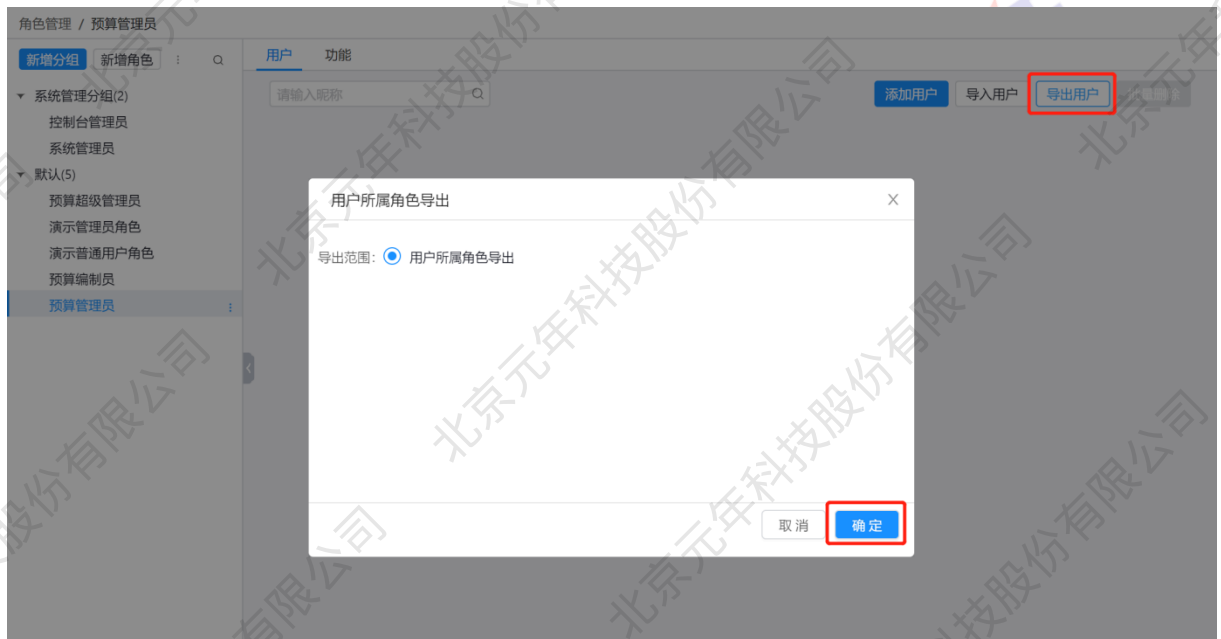 角色管理 / 预算管理员
新增分组 新增角色
用户 功能
请输入昵称
添加用户 导入用户 导出用户 批量删除
系统管理分组(2)
控制台管理员
系统管理员
默认(5)
预算超级管理员
演示管理员角色
演示普通用户角色
预算编制员
预算管理员
用户所属角色导出
导出范围: 用户所属角色导出
取消 确定
北京元年科技股份有限公司